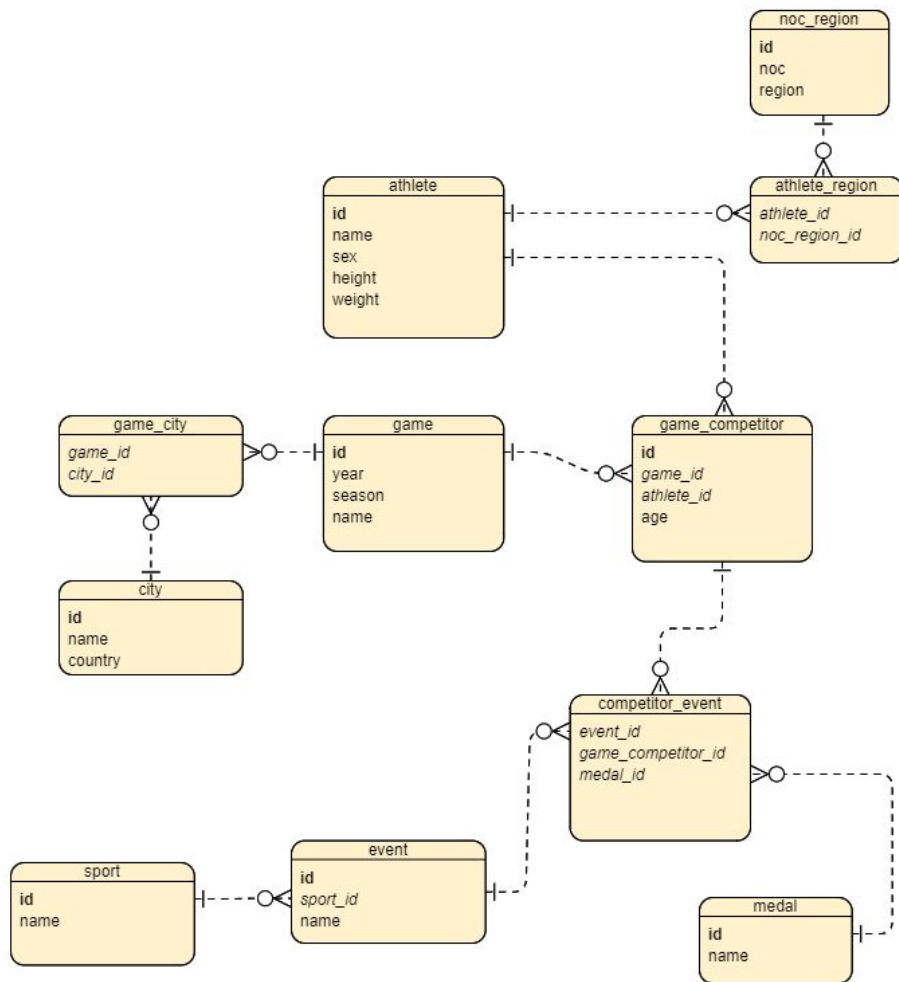 noc_region
id
noc
region
athlete
id
name
sex
height
weight
athlete_region
athlete_id
noc_region_id
game_city
game_id
city_id
game
id
year
season
name
game_competitor
id
game_id
athlete_id
age
city
id
name
country
competitor_event
event_id
game_competitor_id
medal_id
sport
id
name
event
id
sport_id
name
medal
id
name